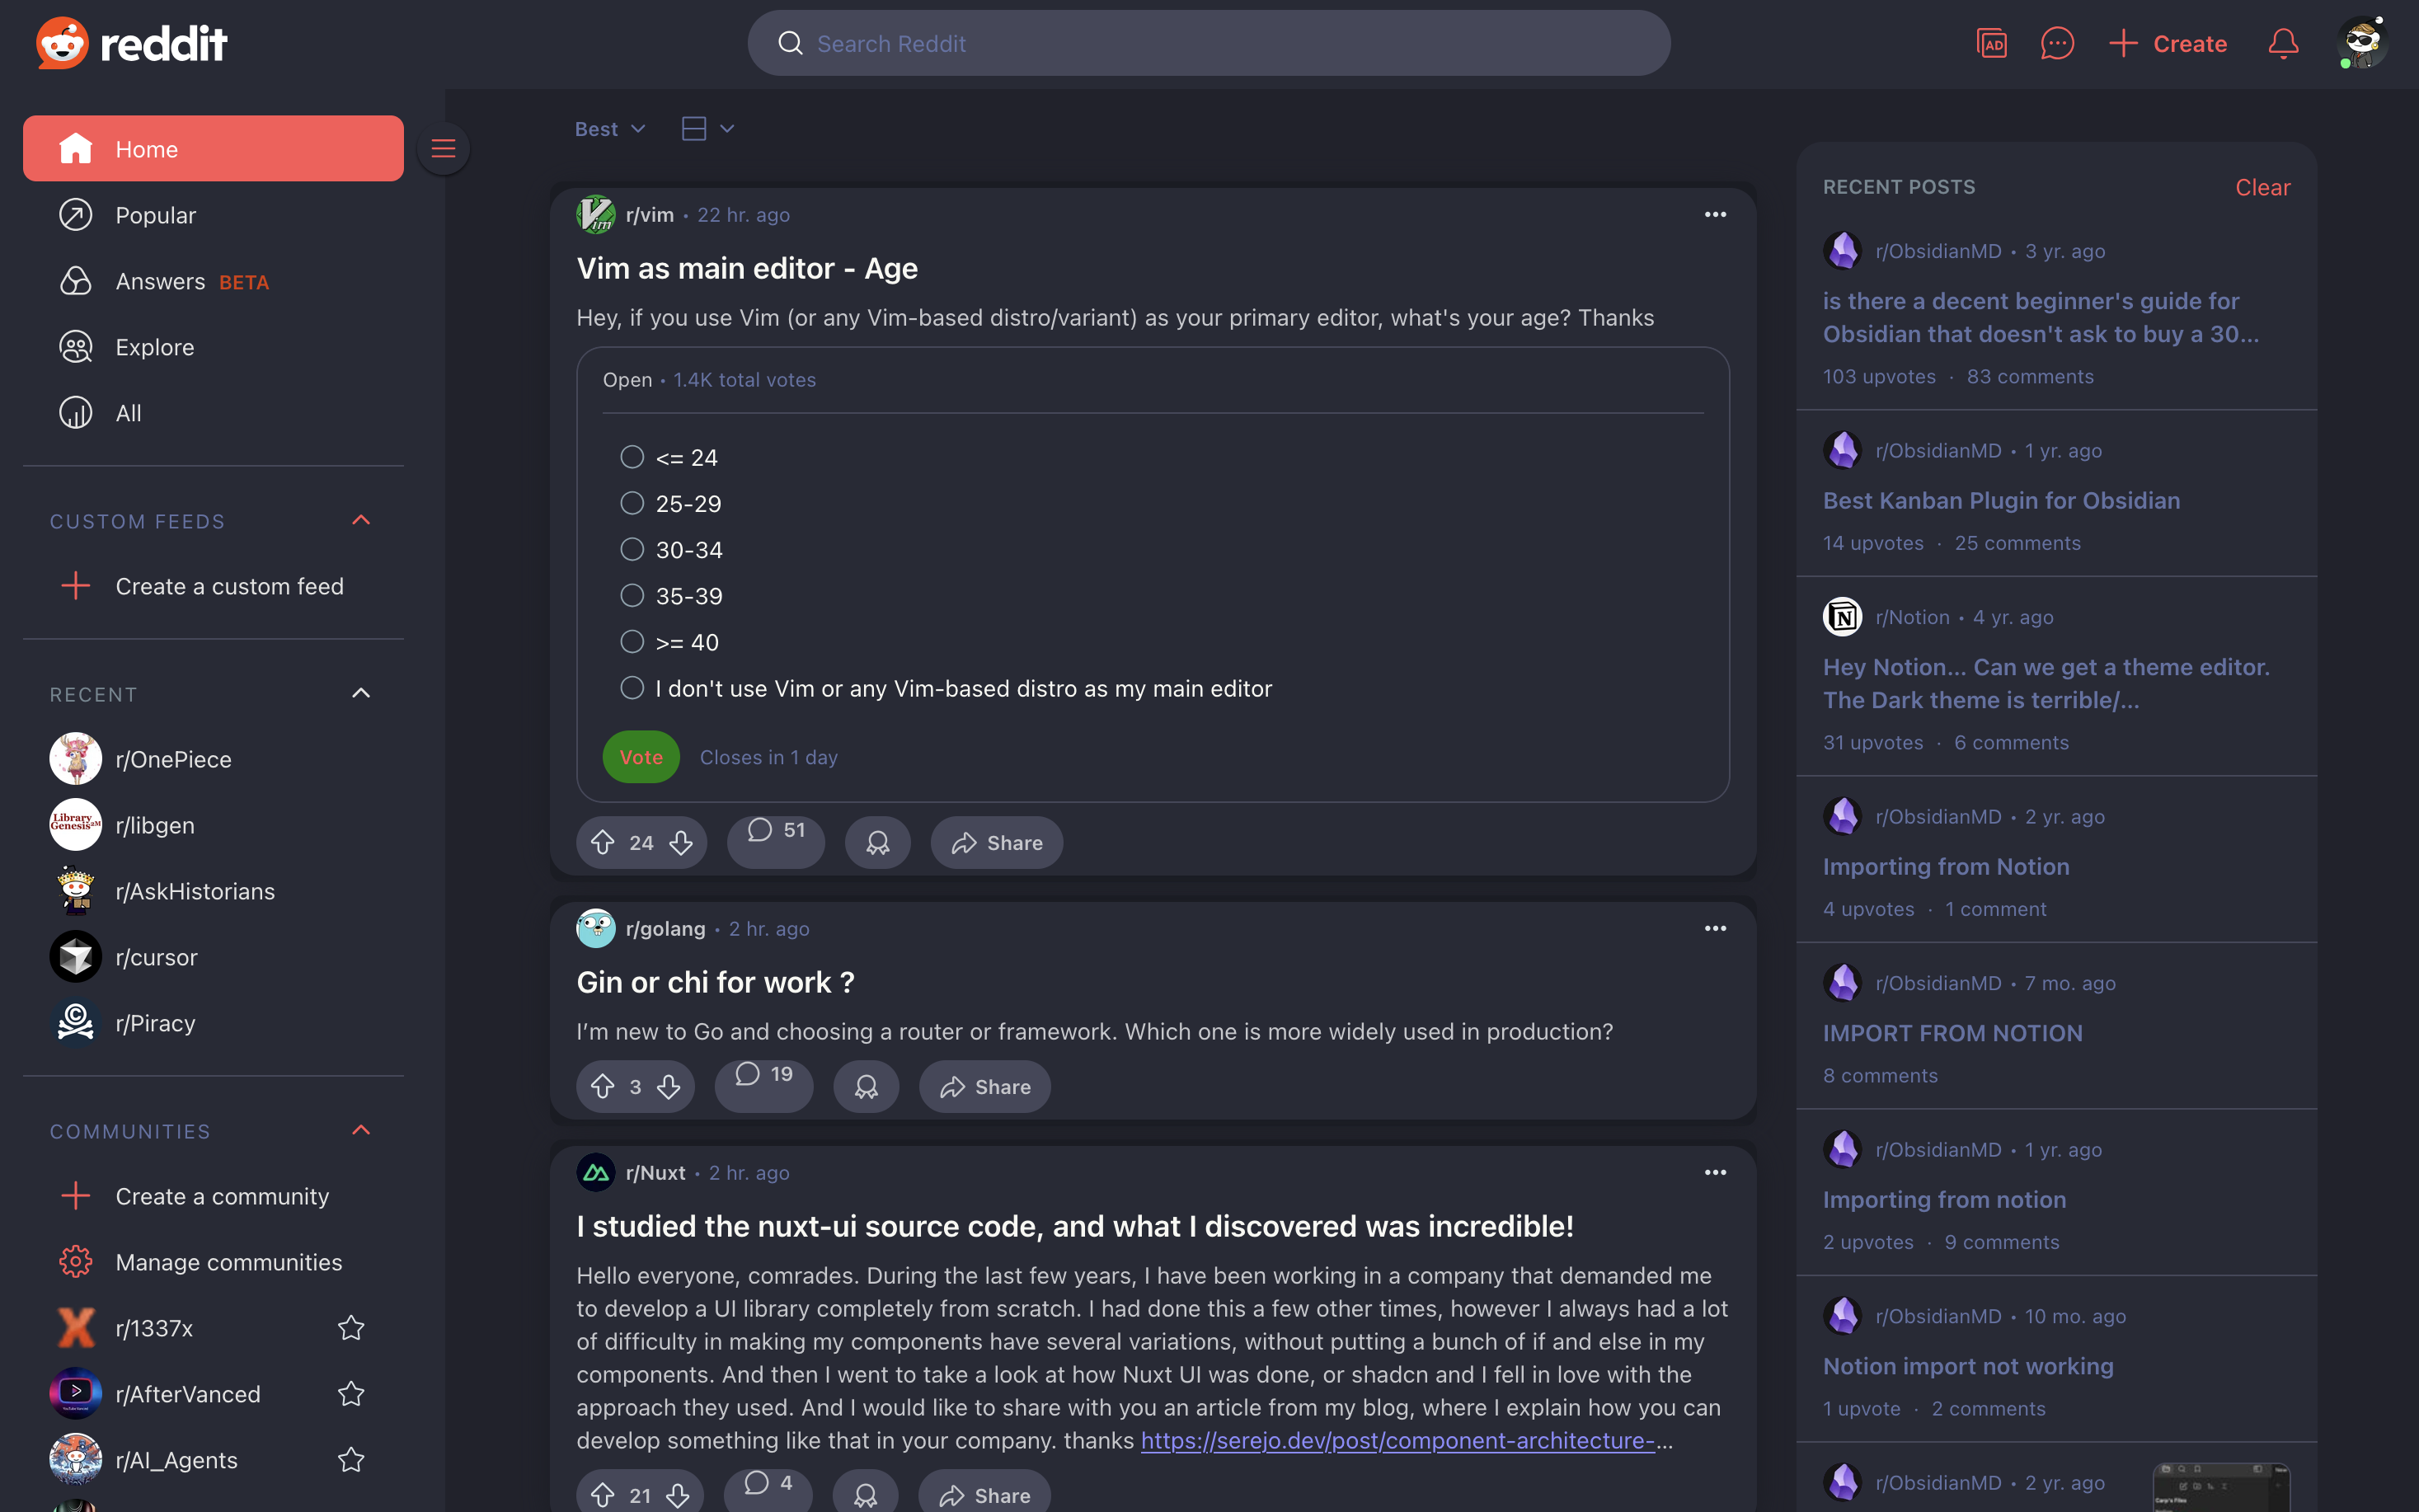 reddit
Search Reddit
AD
Create
Home
Popular
Answers BETA
Explore
All
CUSTOM FEEDS
Create a custom feed
RECENT
r/OnePiece
Library Genesis
r/libgen
r/AskHistorians
r/cursor
r/Piracy
COMMUNITIES
Create a community
Manage communities
r/1337x
r/AfterVanced
r/AI_Agents
Best
r/vim • 22 hr. ago
Vim as main editor - Age
Hey, if you use Vim (or any Vim-based distro/variant) as your primary editor, what's your age? Thanks
Open • 1.4K total votes
<= 24
25-29
30-34
35-39
>= 40
I don't use Vim or any Vim-based distro as my main editor
Vote Closes in 1 day
24 51 Share
r/golang • 2 hr. ago
Gin or chi for work ?
I’m new to Go and choosing a router or framework. Which one is more widely used in production?
3 19 Share
r/Nuxt • 2 hr. ago
I studied the nuxt-ui source code, and what I discovered was incredible!
Hello everyone, comrades. During the last few years, I have been working in a company that demanded me
to develop a UI library completely from scratch. I had done this a few other times, however I always had a lot
of difficulty in making my components have several variations, without putting a bunch of if and else in my
components. And then I went to take a look at how Nuxt UI was done, or shadcn and I fell in love with the
approach they used. And I would like to share with you an article from my blog, where I explain how you can
develop something like that in your company. thanks https://serejo.dev/post/component-architecture-...
21 4 Share
RECENT POSTS Clear
r/ObsidianMD • 3 yr. ago
is there a decent beginner's guide for
Obsidian that doesn't ask to buy a 30...
103 upvotes · 83 comments
r/ObsidianMD • 1 yr. ago
Best Kanban Plugin for Obsidian
14 upvotes · 25 comments
r/Notion • 4 yr. ago
Hey Notion... Can we get a theme editor.
The Dark theme is terrible/...
31 upvotes · 6 comments
r/ObsidianMD • 2 yr. ago
Importing from Notion
4 upvotes · 1 comment
r/ObsidianMD • 7 mo. ago
IMPORT FROM NOTION
8 comments
r/ObsidianMD • 1 yr. ago
Importing from notion
2 upvotes · 9 comments
r/ObsidianMD • 10 mo. ago
Notion import not working
1 upvote · 2 comments
r/ObsidianMD • 2 yr. ago